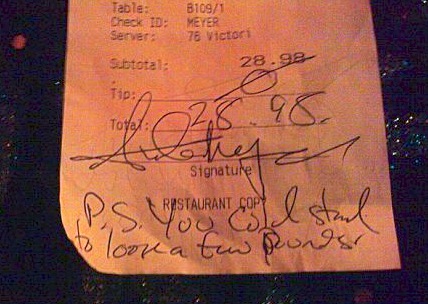 Table: B109/1
Check ID: MEYER
Server: 76 Victori
Subtotal: 28.98
Tip:
Total: 28.98.
Signature
RESTAURANT COPY
P.S. You could stand
to loose a few pounds!